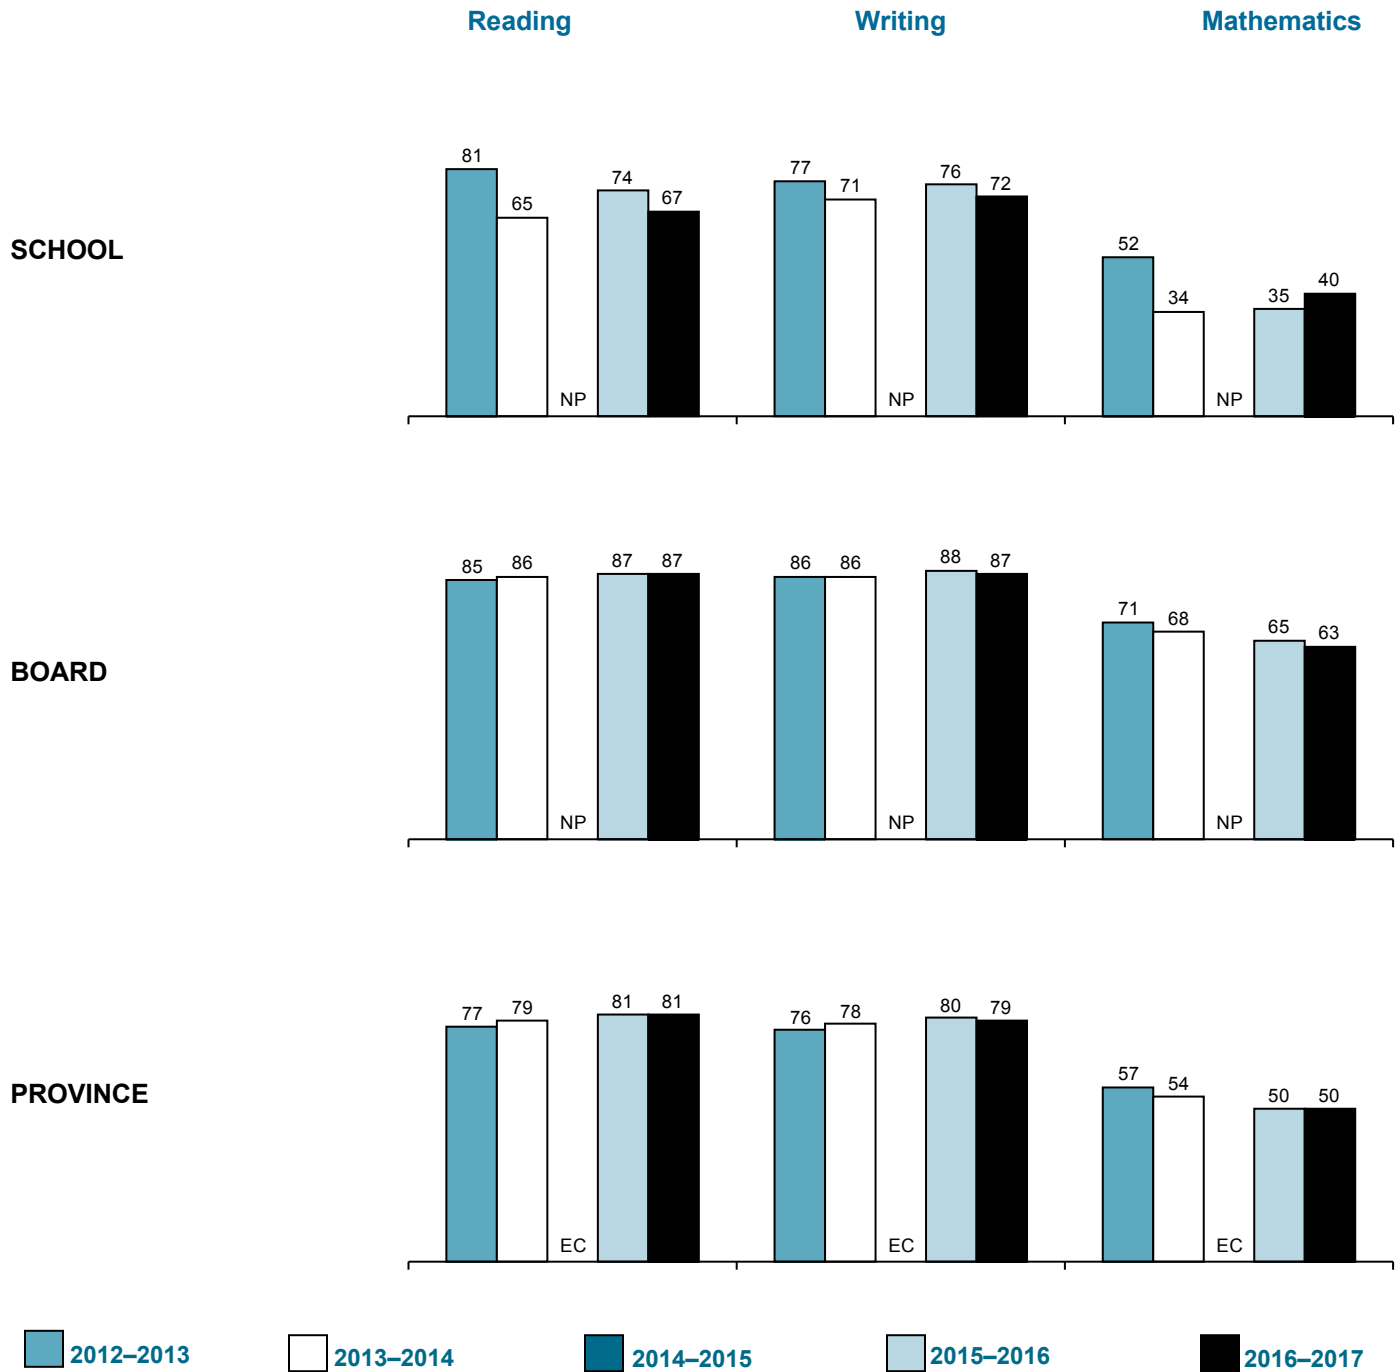 Reading Writing Mathematics
81 65 NP 74 67 77 71 NP 76 72 52 34 NP 35 40
SCHOOL
85 86 NP 87 87 86 86 NP 88 87 71 68 NP 65 63
BOARD
77 79 EC 81 81 76 78 EC 80 79 57 54 EC 50 50
PROVINCE
2012–2013 2013–2014 2014–2015 2015–2016 2016–2017